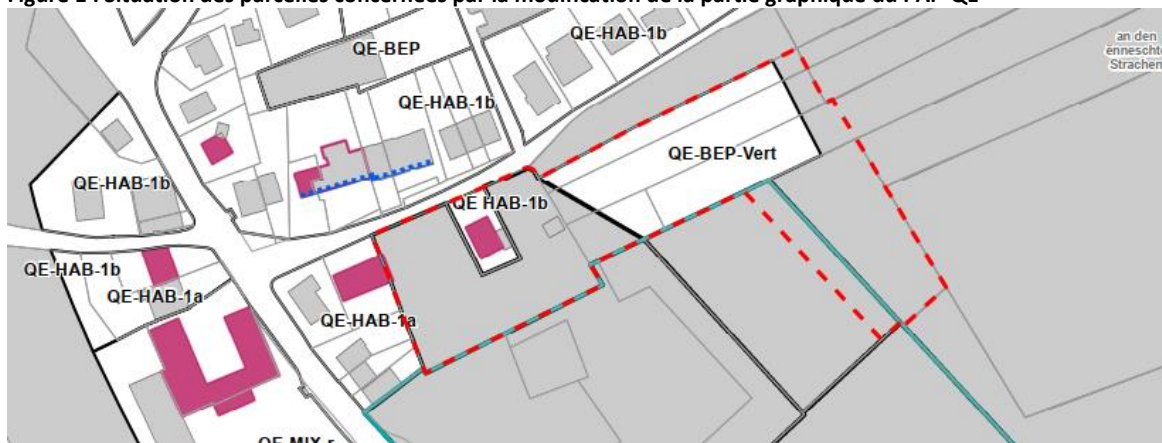 Figure 1 : Situation des parcelles concernées par la modification de la partie graphique du PAP QE
QE-BEP
QE-HAB-1b
an den
ënneschte
Strachen
QE-HAB-1b
QE-BEP-Vert
QE-HAB-1b
QE HAB-1b
QE-HAB-1b
QE-HAB-1a
QE-HAB-1a
QE-MIX-r